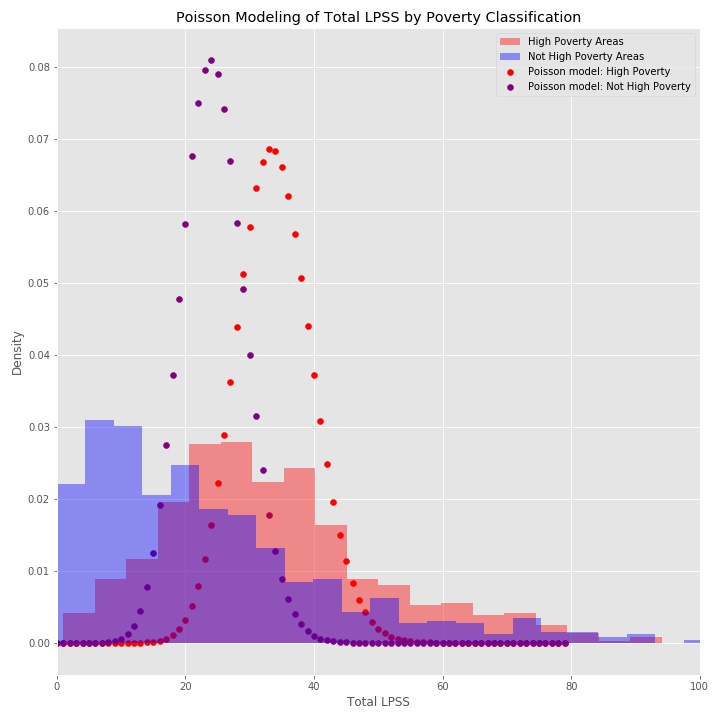 Poisson Modeling of Total LPSS by Poverty Classification
High Poverty Areas
Not High Poverty Areas
Poisson model: High Poverty
Poisson model: Not High Poverty
Density
0.08
0.07
0.06
0.05
0.04
0.03
0.02
0.01
0.00
0 20 40 60 80 100
Total LPSS